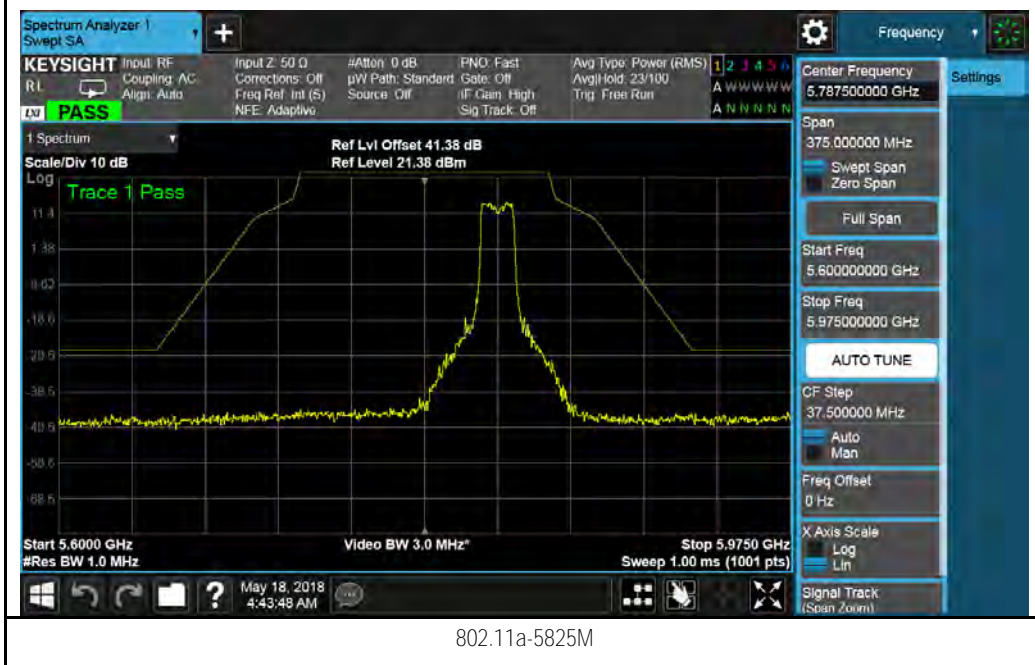 Spectrum Analyzer 1
Swept SA
+
Frequency
KEYSIGHT
Input: RF
Coupling: AC
Align: Auto
RL
LXI
PASS
Input Z: 50 Ω
Corrections: Off
Freq Ref: Int (S)
NFE: Adaptive
#Atten: 0 dB
µW Path: Standard
Source: Off
PNO: Fast
Gate: Off
IF Gain: High
Sig Track: Off
Avg Type: Power (RMS)
Avg|Hold: 23/100
Trig: Free Run
1 2 3 4 5 6
A W W W W W
A N N N N N
1 Spectrum
Scale/Div 10 dB
Log
Ref Lvl Offset 41.38 dB
Ref Level 21.38 dBm
Trace 1 Pass
11.4
1.38
-8.62
-18.6
-38.6
Start 5.6000 GHz
#Res BW 1.0 MHz
Video BW 3.0 MHz*
Stop 5.9750 GHz
Sweep 1.00 ms (1001 pts)
Center Frequency
5.787500000 GHz
Settings
Span
375.000000 MHz
Swept Span
Zero Span
Full Span
Start Freq
5.600000000 GHz
Stop Freq
5.975000000 GHz
AUTO TUNE
CF Step
37.500000 MHz
Auto
Man
Freq Offset
0 Hz
X Axis Scale
Log
Lin
Signal Track
(Span Zoom)
?
May 18, 2018
4:43:48 AM
802.11a-5825M